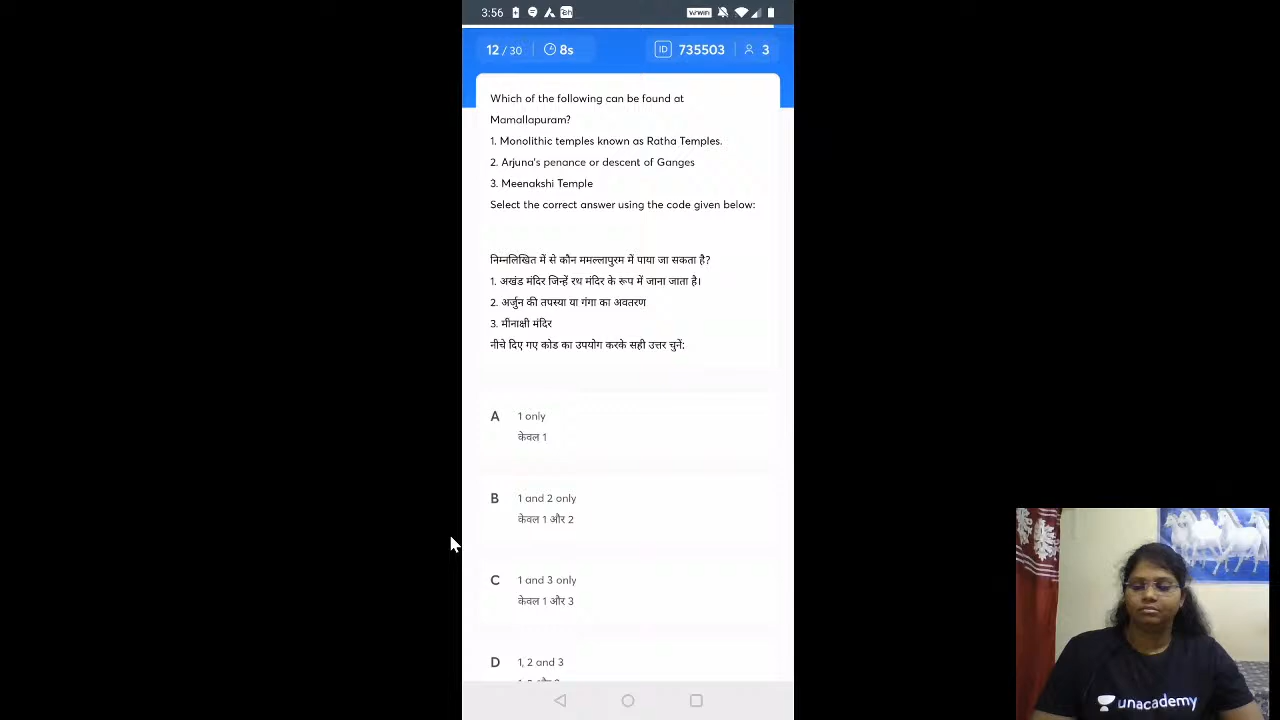 3:56
12 / 30
8s
ID 735503
3
Which of the following can be found at
Mamallapuram?
1. Monolithic temples known as Ratha Temples.
2. Arjuna's penance or descent of Ganges
3. Meenakshi Temple
Select the correct answer using the code given below:
निम्नलिखित में से कौन ममल्लापुरम में पाया जा सकता है?
1. अखंड मंदिर जिन्हें रथ मंदिर के रूप में जाना जाता है।
2. अर्जुन की तपस्या या गंगा का अवतरण
3. मीनाक्षी मंदिर
नीचे दिए गए कोड का उपयोग करके सही उत्तर चुनें:
A 1 only
केवल 1
B 1 and 2 only
केवल 1 और 2
C 1 and 3 only
केवल 1 और 3
D 1, 2 and 3
unacademy